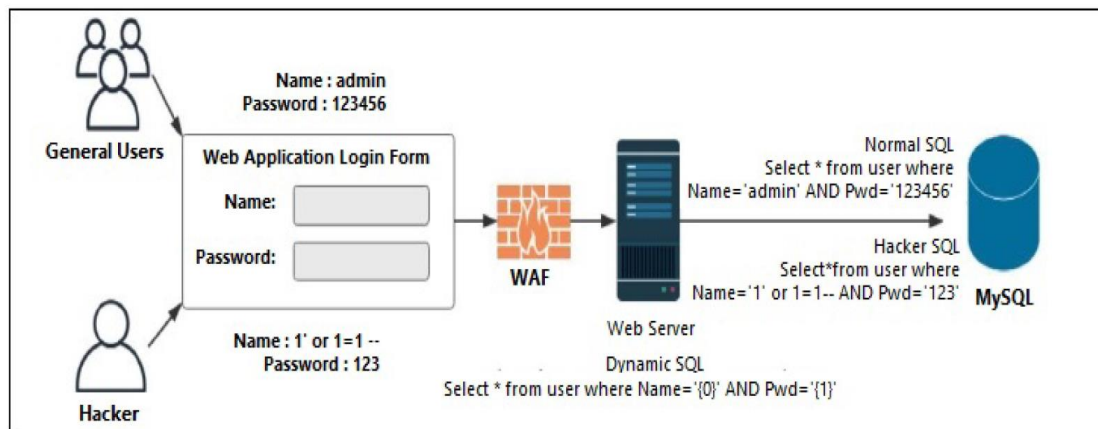 Name : admin
Password : 123456
General Users
Web Application Login Form
Name:
Password:
WAF
Normal SQL
Select * from user where
Name='admin' AND Pwd='123456'
Hacker SQL
Select*from user where
Name='1' or 1=1-- AND Pwd='123'
MySQL
Web Server
Name : 1' or 1=1 --
Password : 123
Dynamic SQL
Select * from user where Name='{0}' AND Pwd='{1}'
Hacker